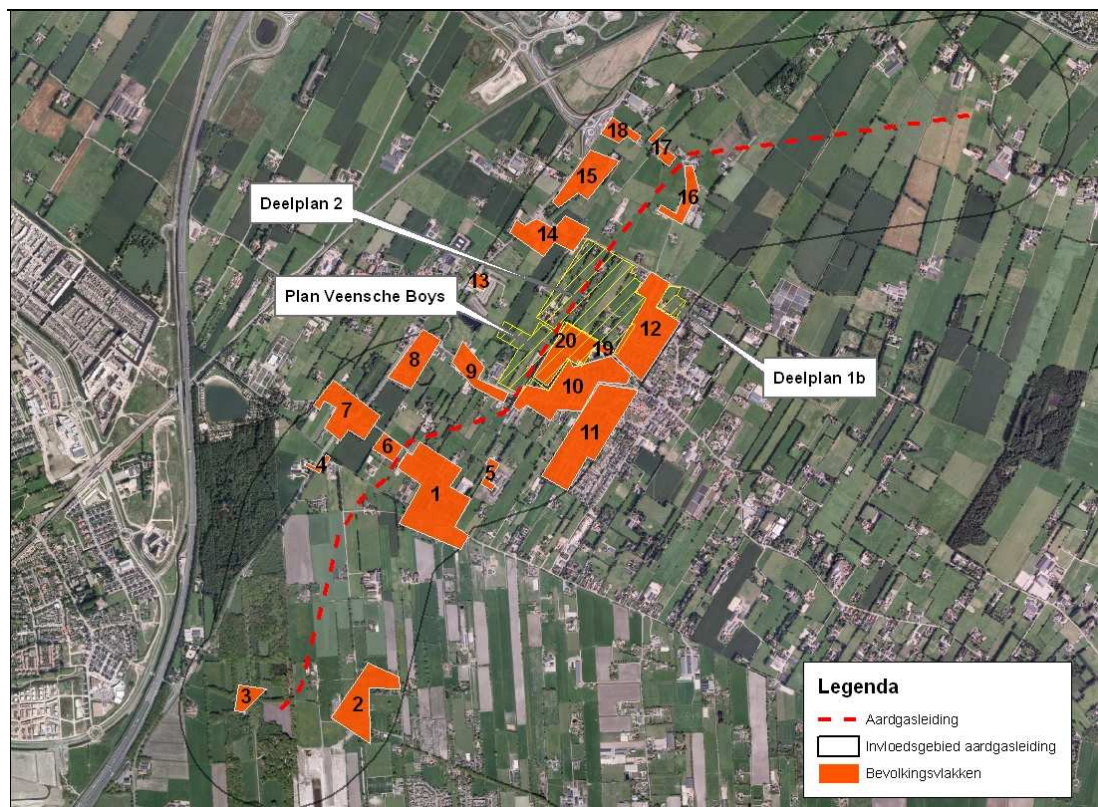 18
17
15
16
Deelplan 2
14
13
Plan Veensche Boys
20
12
19
8
9
Deelplan 1b
10
7
11
6
4
5
1
3
2
Legenda
Aardgasleiding
Invloedsgebied aardgasleiding
Bevolkingsvlakken